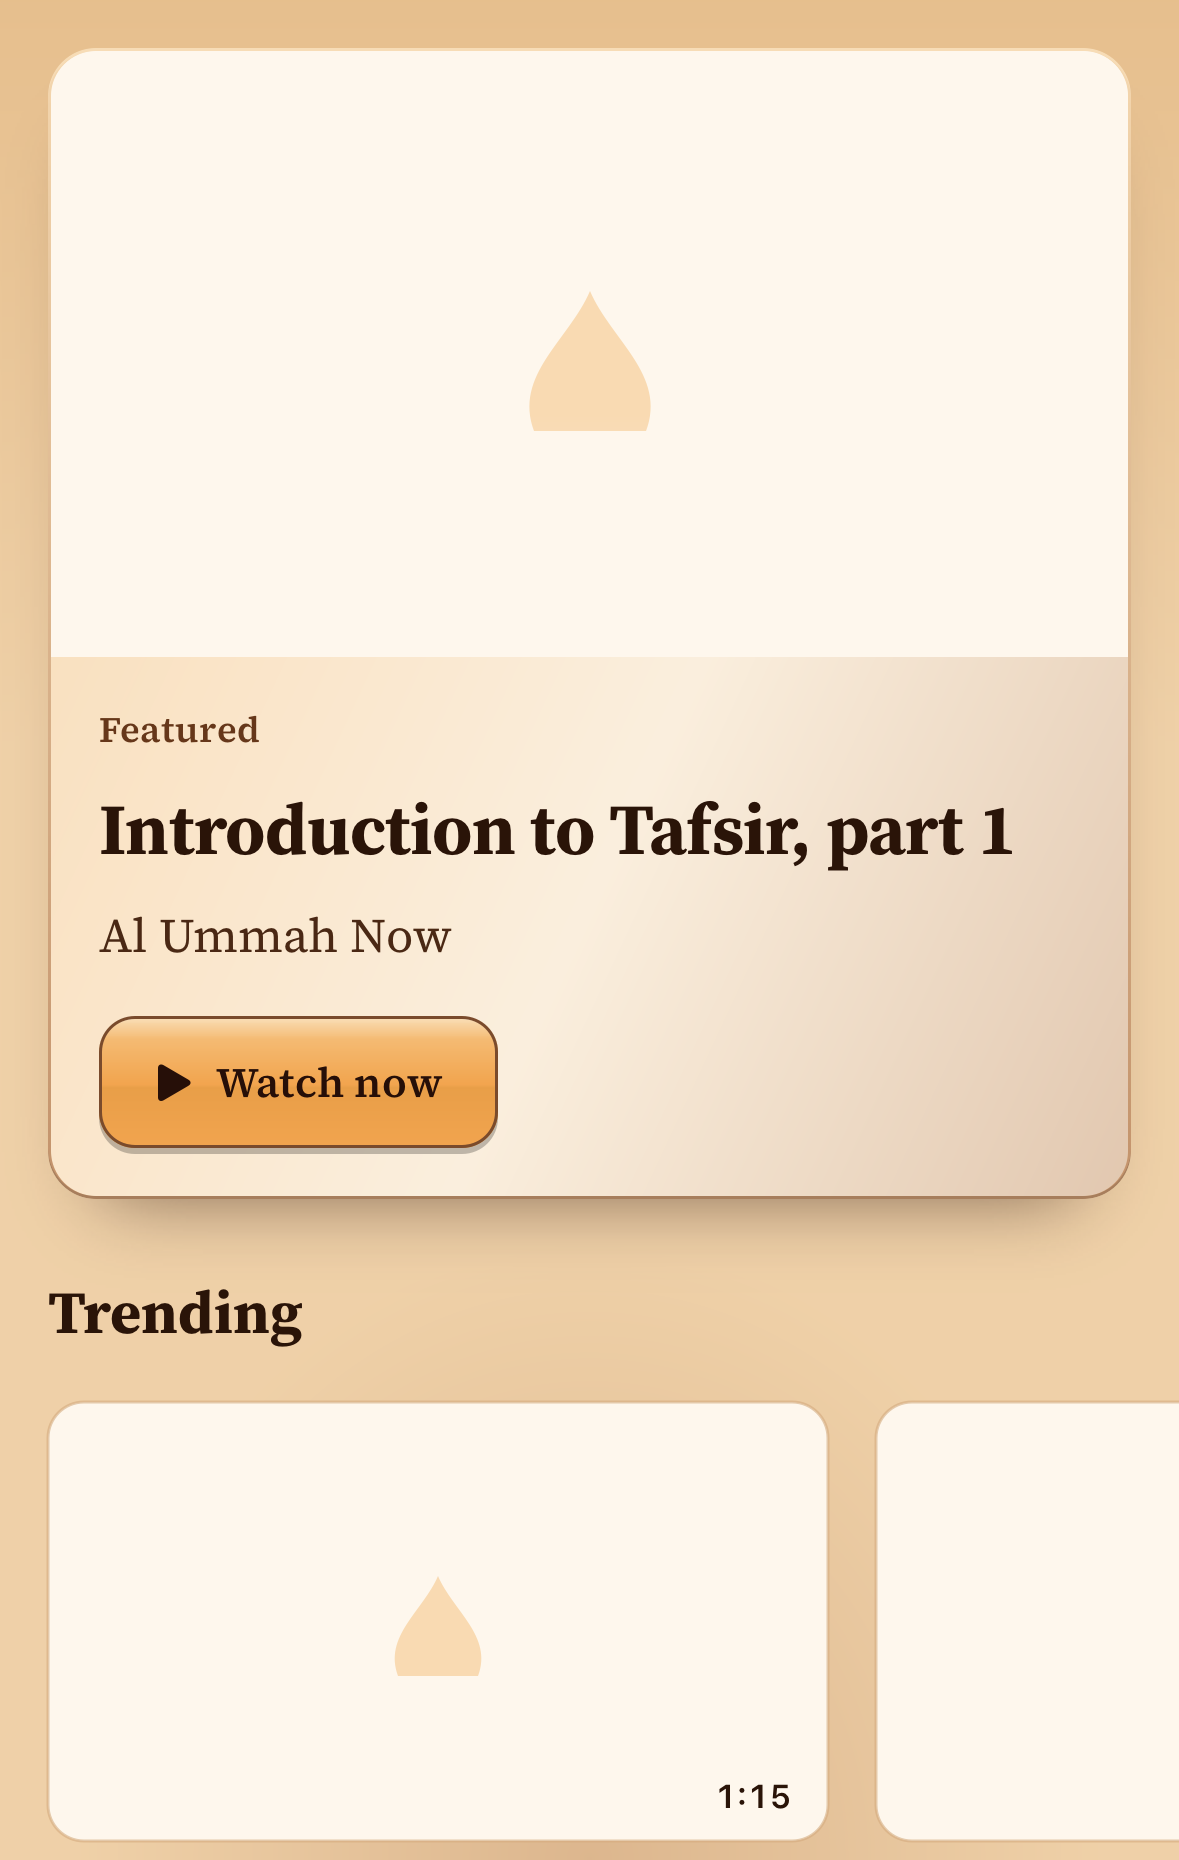 Featured
Introduction to Tafsir, part 1
Al Ummah Now
Watch now
Trending
1:15